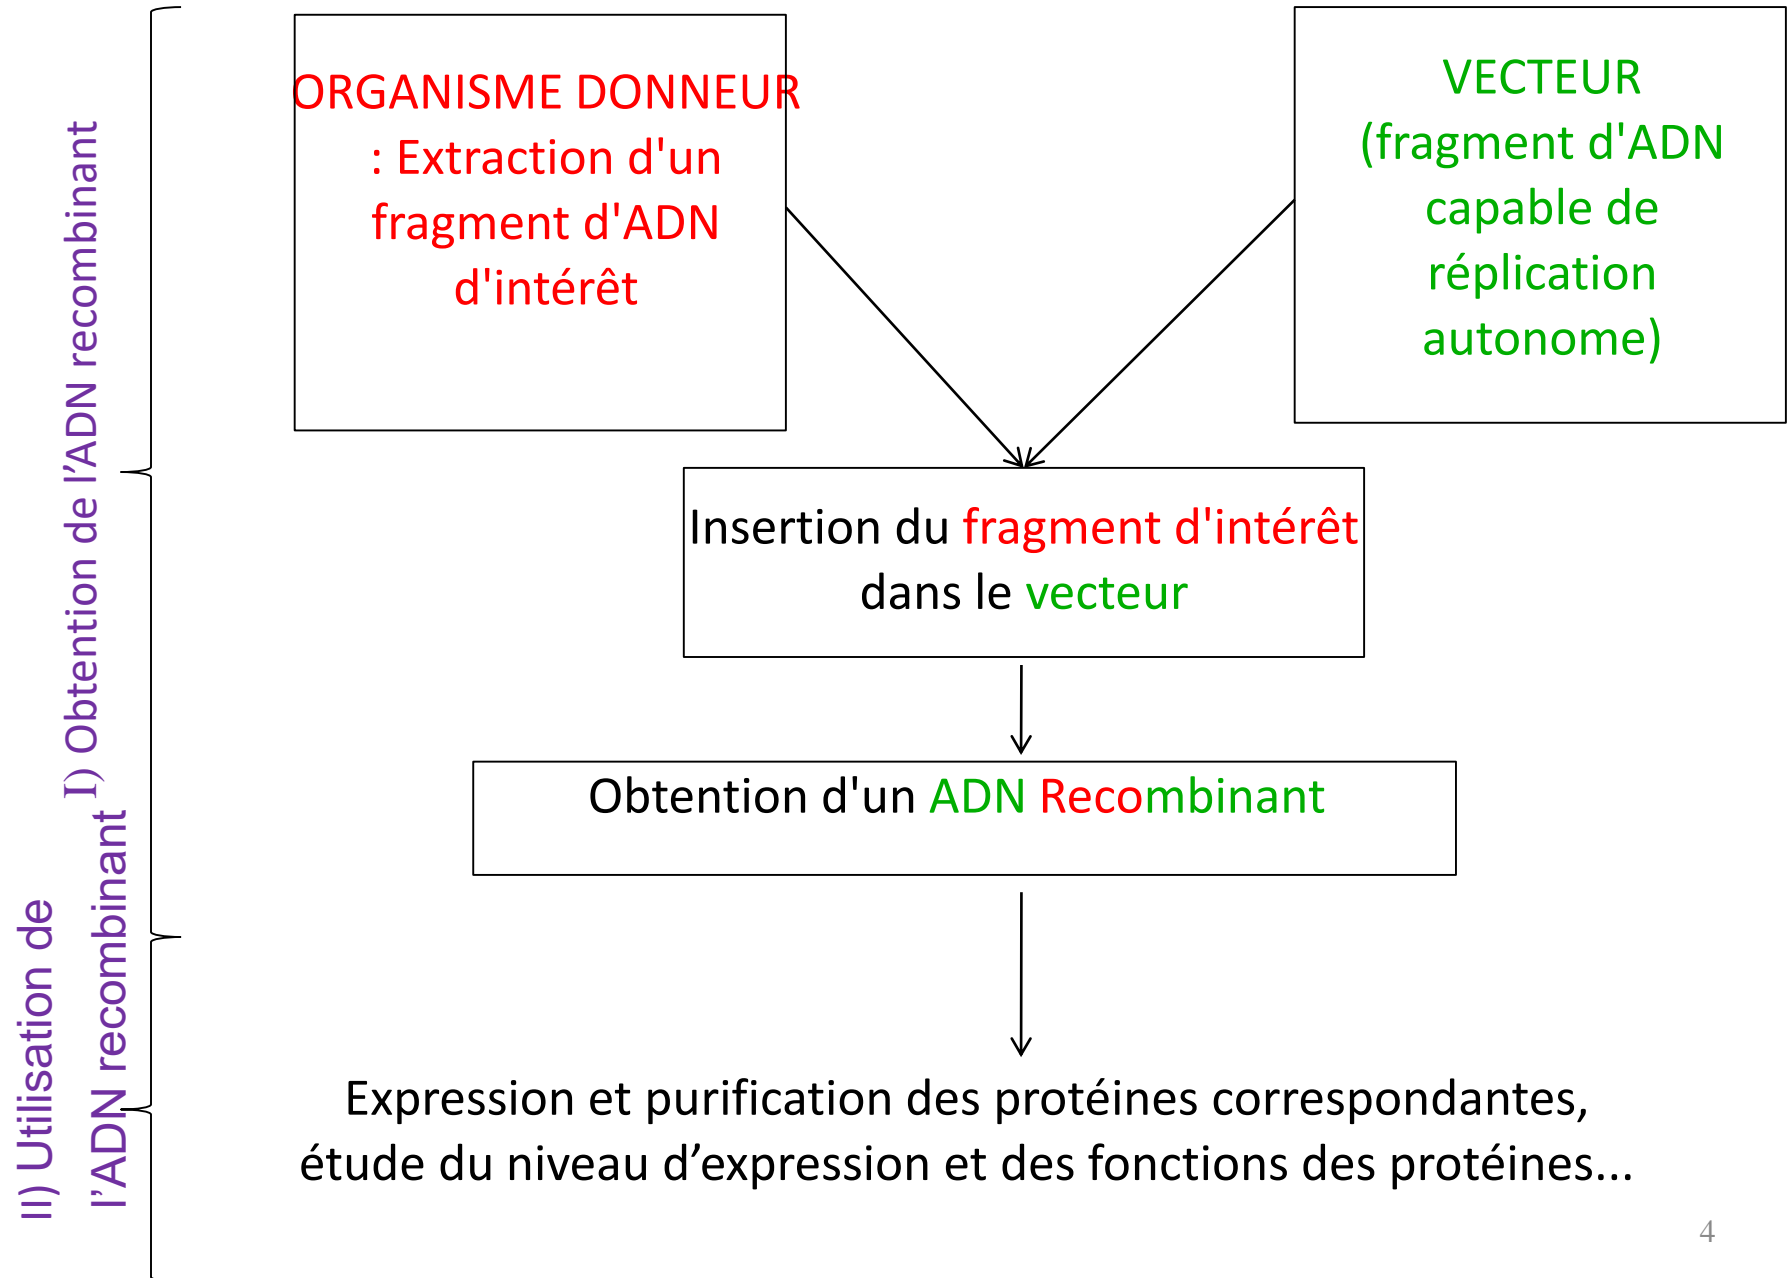 I) Obtention de l’ADN recombinant
II) Utilisation de
l’ADN recombinant
ORGANISME DONNEUR
: Extraction d'un
fragment d'ADN
d'intérêt
VECTEUR
(fragment d'ADN
capable de
réplication
autonome)
Insertion du fragment d'intérêt
dans le vecteur
Obtention d'un ADN Recombinant
Expression et purification des protéines correspondantes,
étude du niveau d’expression et des fonctions des protéines...
4